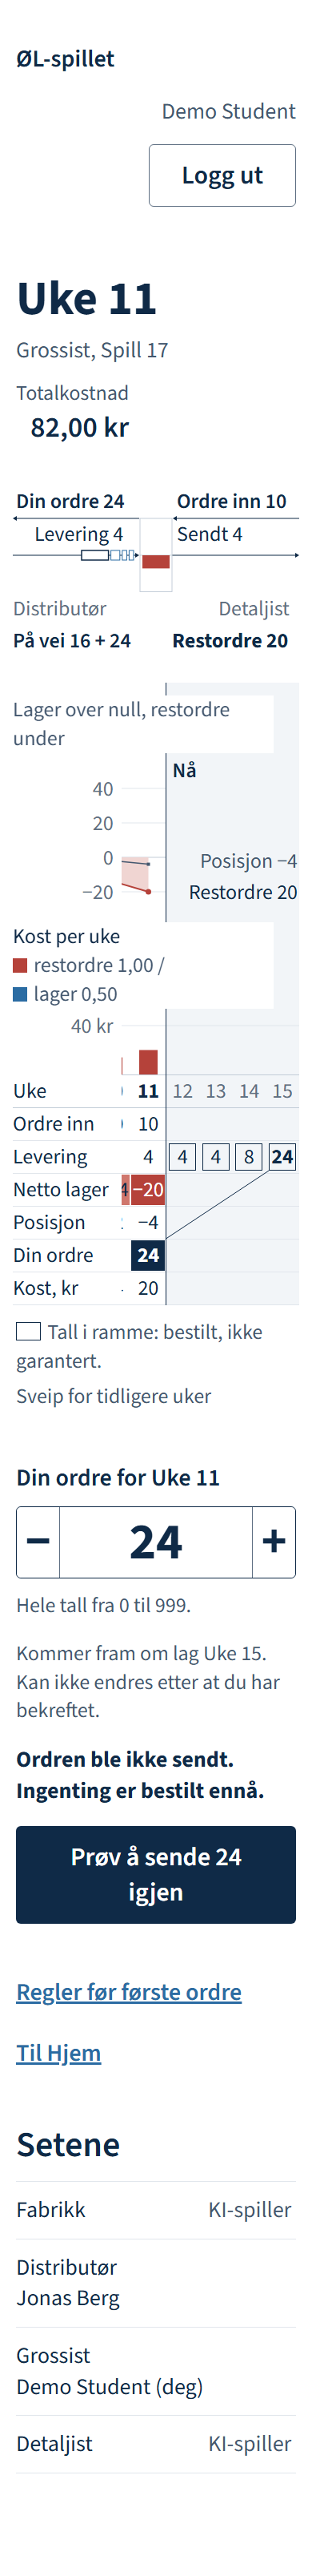 ØL-spillet
Demo Student
Logg ut
Uke 11
Grossist, Spill 17
Totalkostnad
82,00 kr
Din ordre 24
Ordre inn 10
Levering 4
Sendt 4
Distributør
Detaljist
På vei 16 + 24
Restordre 20
Lager over null, restordre
under
Nå
40
20
0
−20
Posisjon −4
Restordre 20
Kost per uke
restordre 1,00 /
lager 0,50
40 kr
Uke 11 12 13 14 15
Ordre inn 10
Levering 4 4 4 8 24
Netto lager 4 −20
Posisjon −4
Din ordre 24
Kost, kr 20
Tall i ramme: bestilt, ikke
garantert.
Sveip for tidligere uker
Din ordre for Uke 11
− 24 +
Hele tall fra 0 til 999.
Kommer fram om lag Uke 15.
Kan ikke endres etter at du har
bekreftet.
Ordren ble ikke sendt.
Ingenting er bestilt ennå.
Prøv å sende 24
igjen
Regler før første ordre
Til Hjem
Setene
Fabrikk KI-spiller
Distributør
Jonas Berg
Grossist
Demo Student (deg)
Detaljist KI-spiller